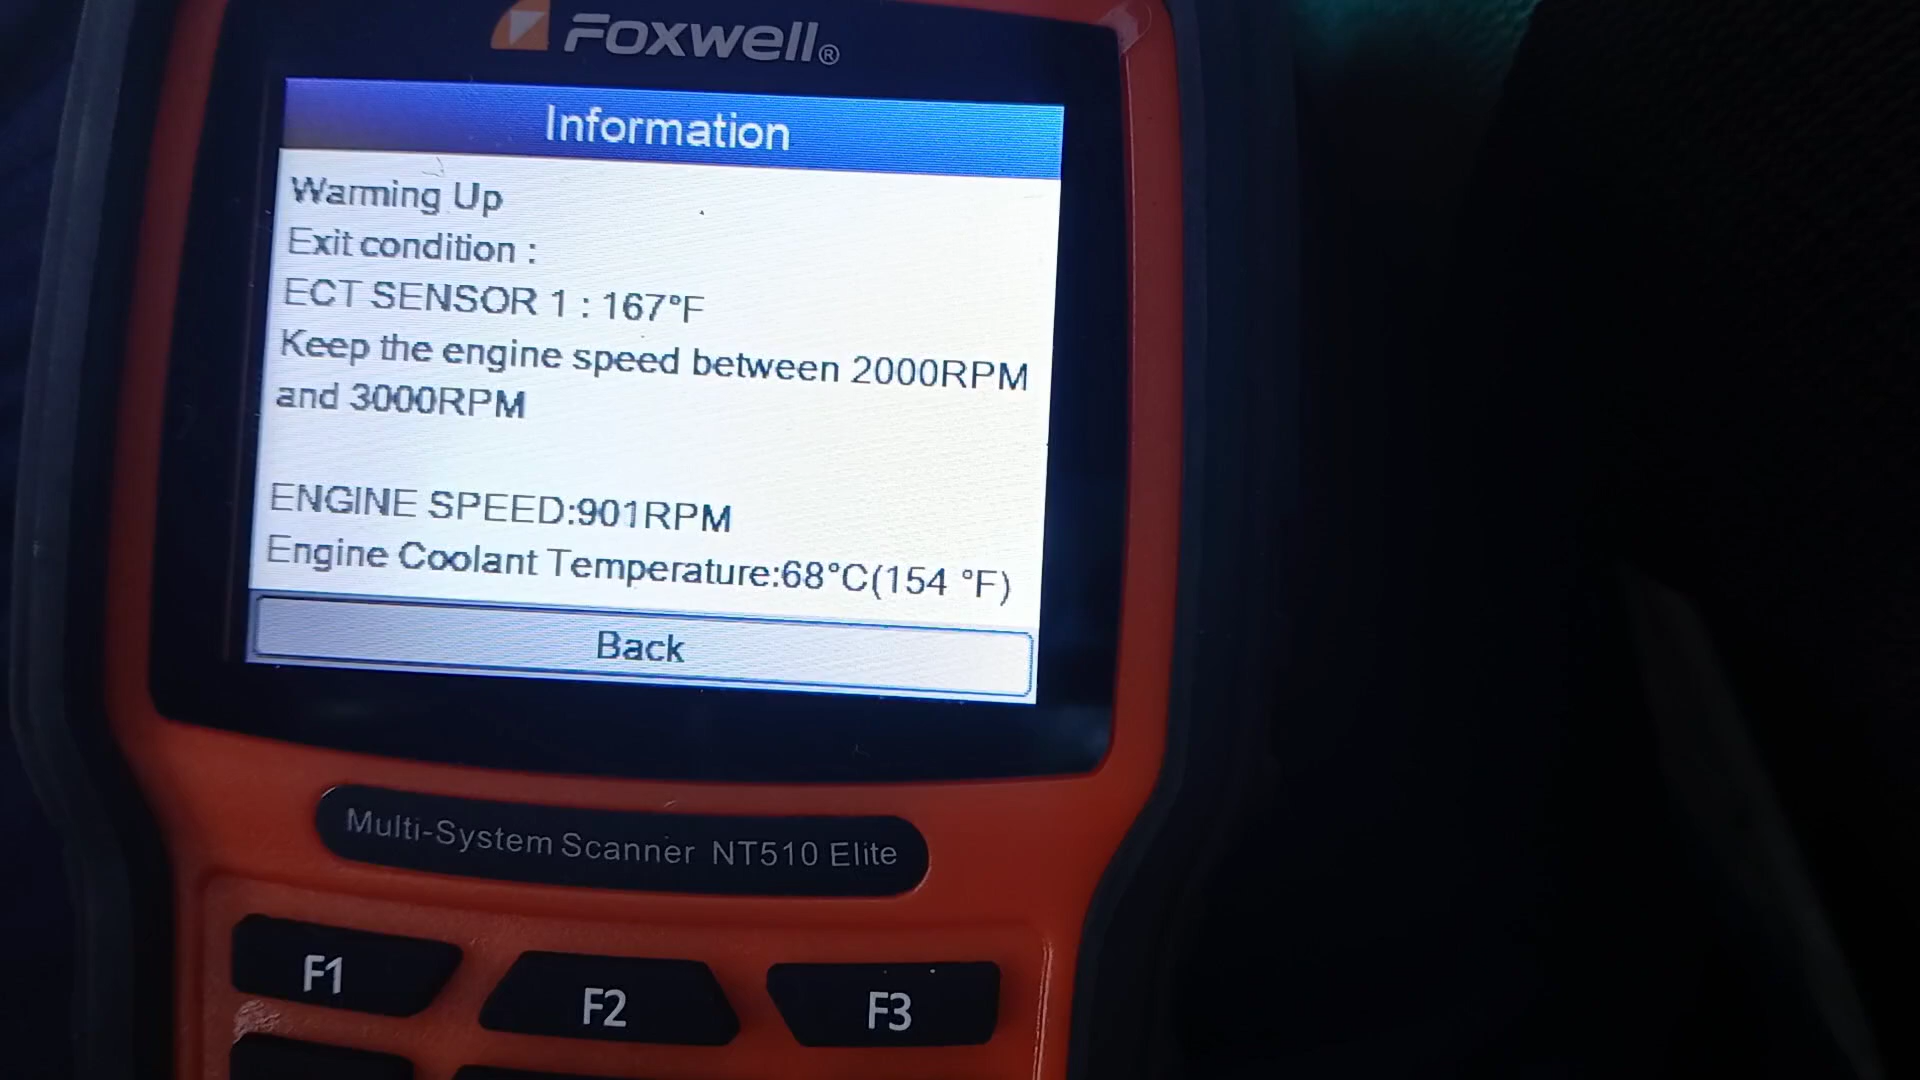 Foxwell®
Information
Warming Up
Exit condition :
ECT SENSOR 1 : 167°F
Keep the engine speed between 2000RPM
and 3000RPM
ENGINE SPEED:901RPM
Engine Coolant Temperature:68°C(154 °F)
Back
Multi-System Scanner NT510 Elite
F1
F2
F3